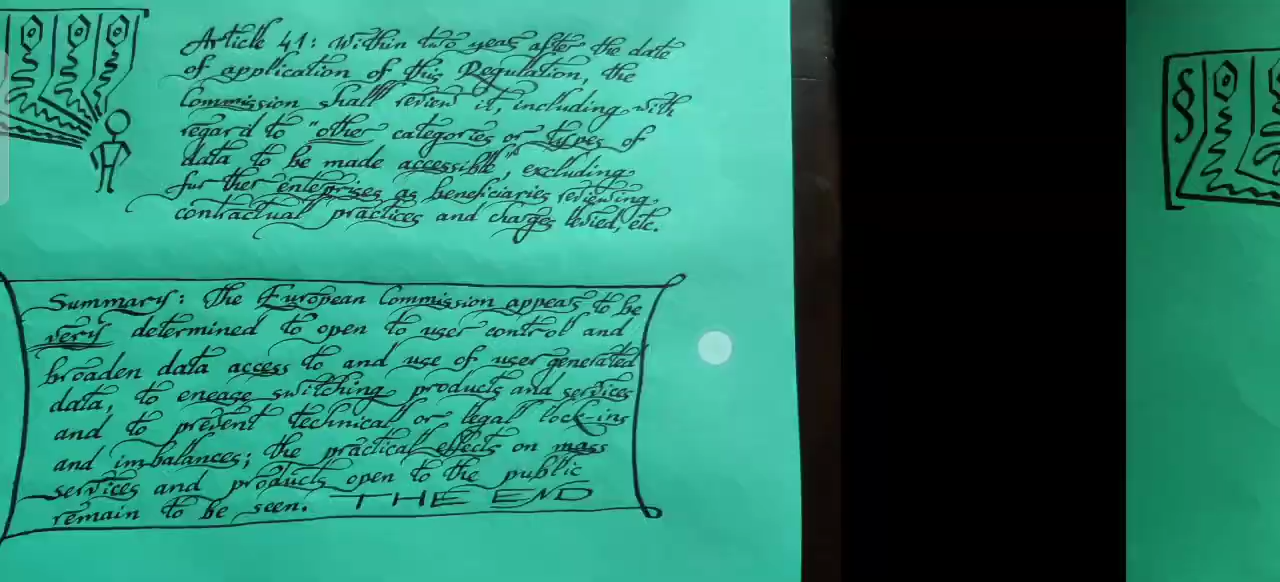 Article 41: Within two years after the date
of application of this Regulation, the
Commission shall review it, including with
regard to "other categories or types of
data to be made accessible", excluding
further enterprises as beneficiaries reviewing
contractual practices and charges levied, etc.
Summary: The European Commission appears to be
very determined to open to user control and
broaden data access to and use of user generated
data, to enease switching products and services
and to prevent technical or legal lock-ins
and imbalances; the practical effects on mass
services and products open to the public
remain to be seen. THE END
§